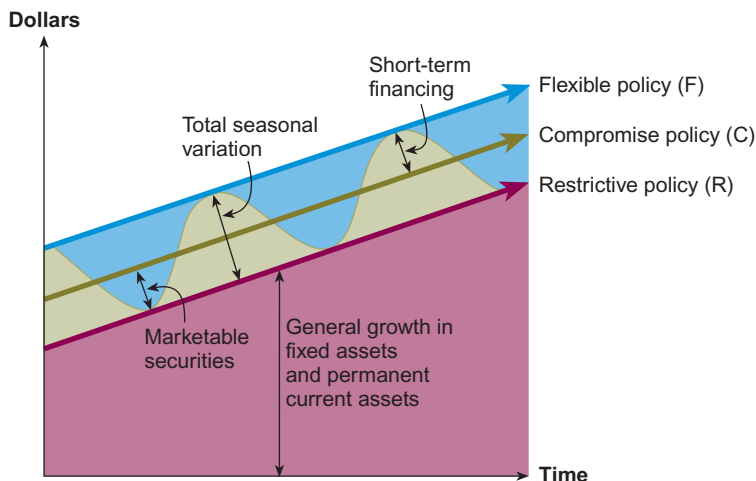 Dollars
Short-term
financing
Flexible policy (F)
Total seasonal
variation
Compromise policy (C)
Restrictive policy (R)
Marketable
securities
General growth in
fixed assets
and permanent
current assets
Time